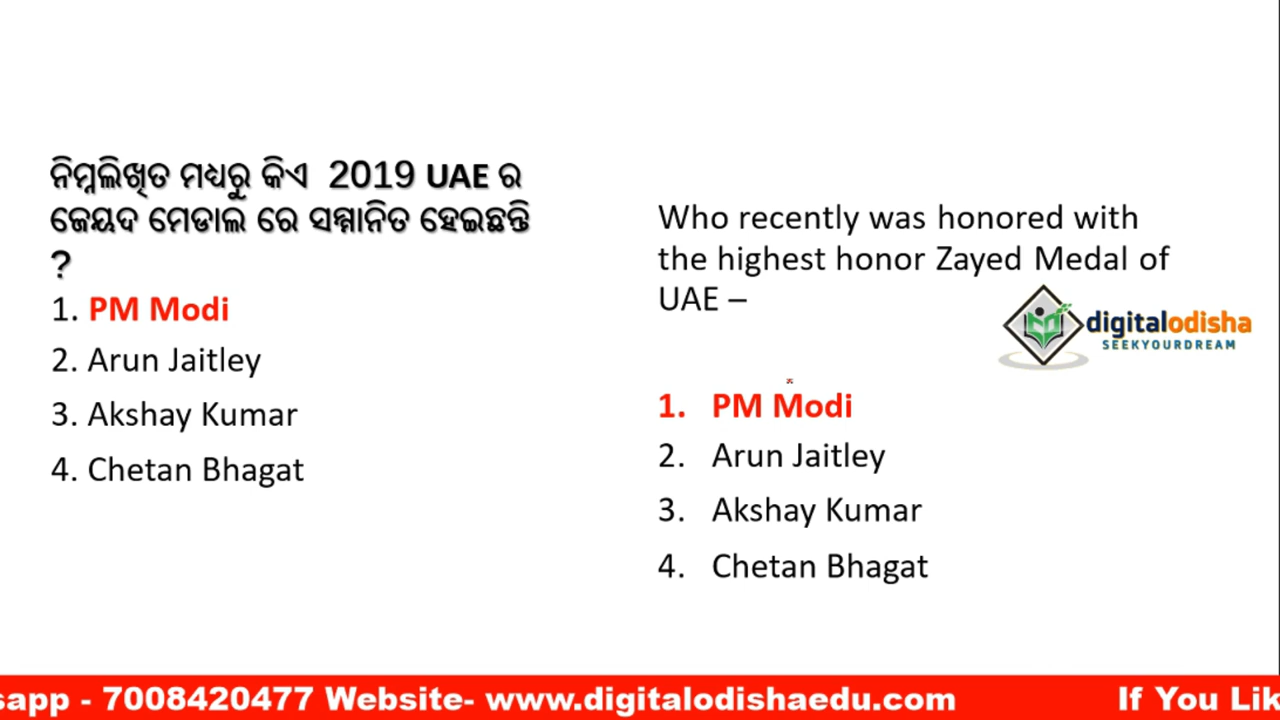 ନିମ୍ନଲିଖିତ ମଧ୍ୟରୁ କିଏ 2019 UAE ର
ଜେୟଦ ମେଡାଲ ରେ ସମ୍ମାନିତ ହେଇଛନ୍ତି
?
1. PM Modi
2. Arun Jaitley
3. Akshay Kumar
4. Chetan Bhagat
Who recently was honored with
the highest honor Zayed Medal of
UAE –
digitalodisha
SEEKYOURDREAM
1. PM Modi
2. Arun Jaitley
3. Akshay Kumar
4. Chetan Bhagat
sapp - 7008420477 Website- www.digitalodishaedu.com If You Lik